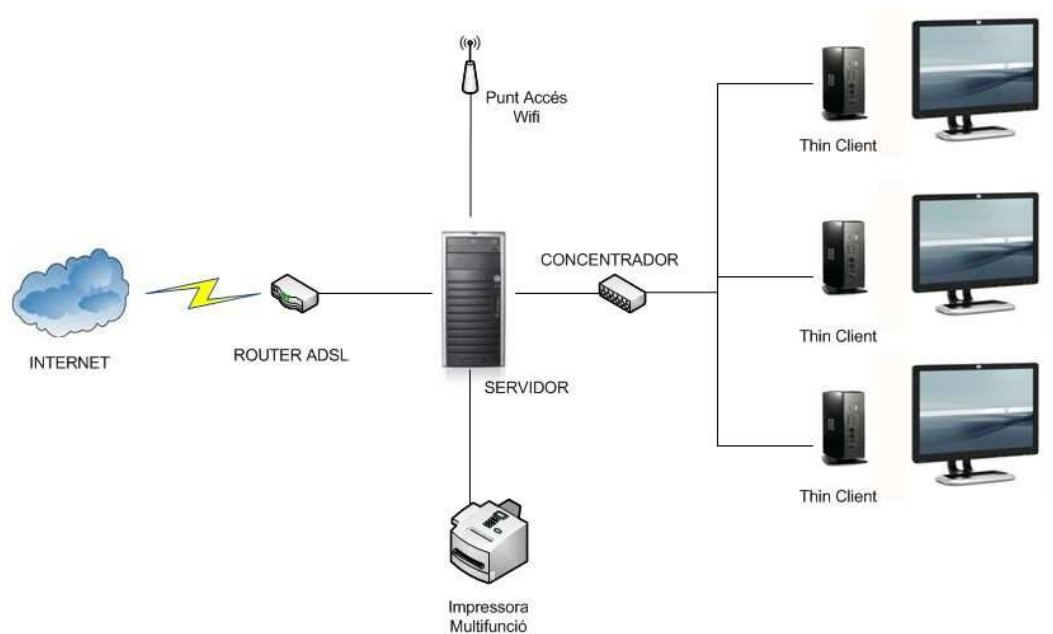 Punt Accés
Wifi
Thin Client
CONCENTRADOR
INTERNET
ROUTER ADSL
SERVIDOR
Thin Client
Thin Client
Impressora
Multifunció